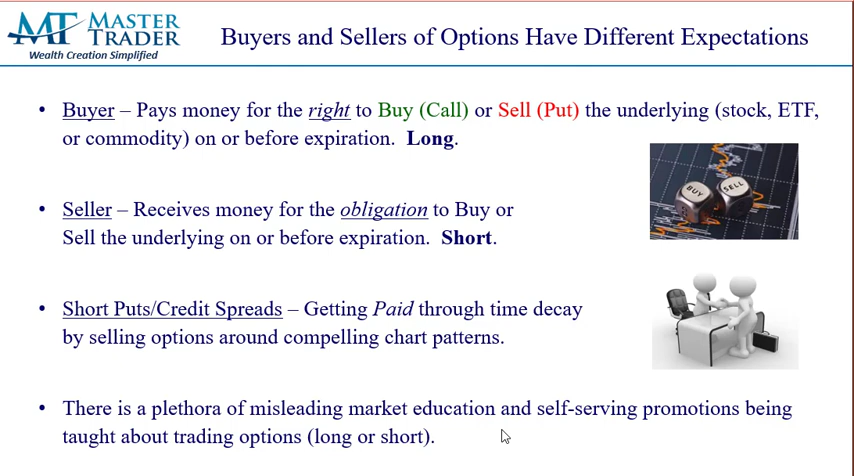 MASTER
TRADER
Wealth Creation Simplified
Buyers and Sellers of Options Have Different Expectations
• Buyer – Pays money for the right to Buy (Call) or Sell (Put) the underlying (stock, ETF,
or commodity) on or before expiration. Long.
BUY SELL
• Seller – Receives money for the obligation to Buy or
Sell the underlying on or before expiration. Short.
• Short Puts/Credit Spreads – Getting Paid through time decay
by selling options around compelling chart patterns.
• There is a plethora of misleading market education and self-serving promotions being
taught about trading options (long or short).